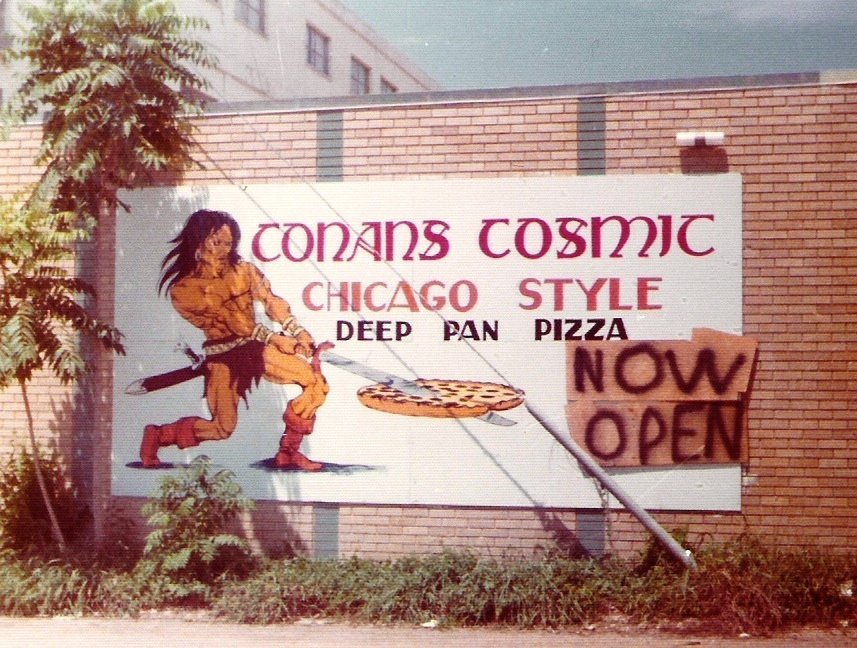 CONANS COSMIC
CHICAGO STYLE
DEEP PAN PIZZA
NOW
OPEN